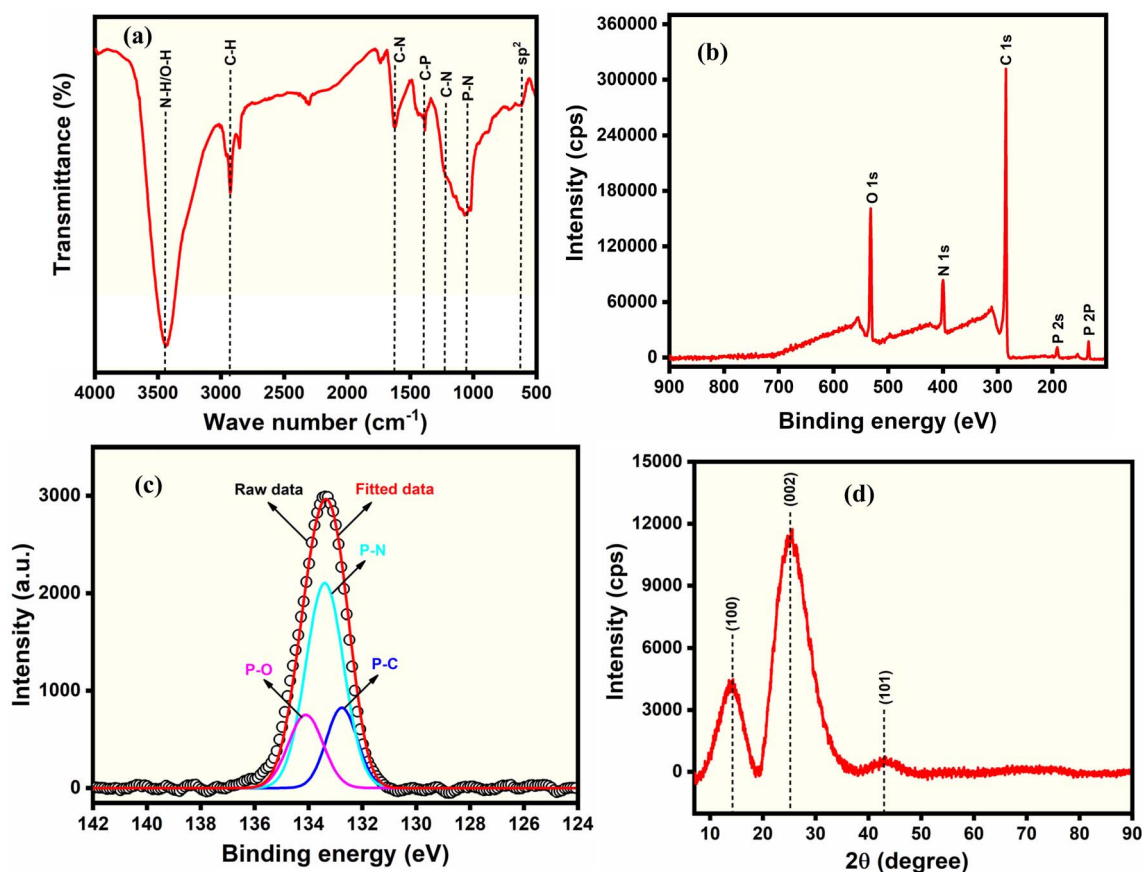 (a)
N-H/O-H
C-H
C-N
C-P
C-N
P-N
sp²
Transmittance (%)
4000 3500 3000 2500 2000 1500 1000 500
Wave number (cm⁻¹)
(b)
360000
300000
240000
180000
120000
60000
0
O 1s
N 1s
C 1s
P 2s
P 2P
Intensity (cps)
900 800 700 600 500 400 300 200
Binding energy (eV)
(c)
3000
2000
1000
0
Raw data
Fitted data
P-N
P-O
P-C
Intensity (a.u.)
142 140 138 136 134 132 130 128 126 124
Binding energy (eV)
(d)
15000
12000
9000
6000
3000
0
(100)
(002)
(101)
Intensity (cps)
10 20 30 40 50 60 70 80 90
2θ (degree)